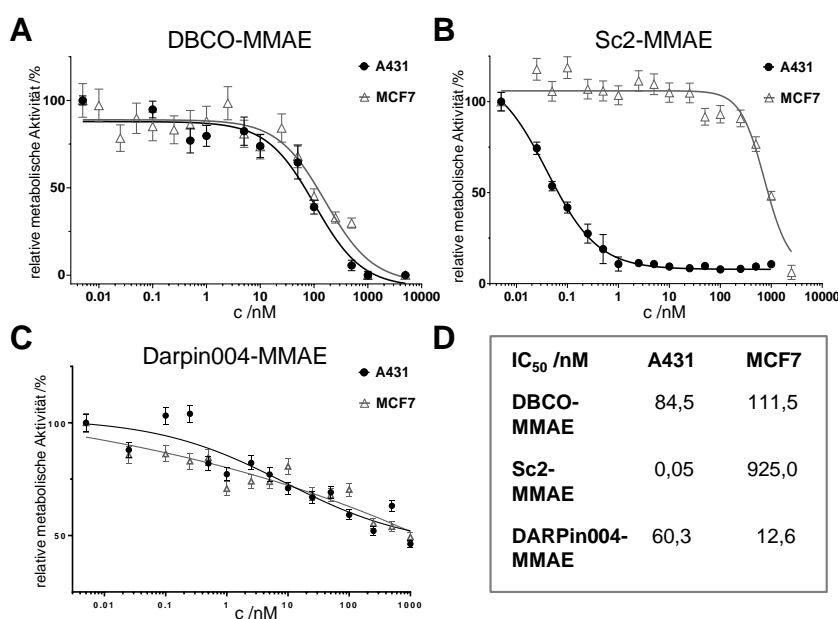 A
DBCO-MMAE
A431
MCF7
relative metabolische Aktivität /%
100
50
0
0.01
0.1
1
10
100
1000
10000
c /nM
B
Sc2-MMAE
A431
MCF7
relative metabolische Aktivität /%
100
50
0
0.01
0.1
1
10
100
1000
c /nM
C
Darpin004-MMAE
A431
MCF7
relative metabolische Aktivität /%
100
50
0.01
0.1
1
10
100
1000
c /nM
D
IC50 /nM A431 MCF7
DBCO-
MMAE 84,5 111,5
Sc2-
MMAE 0,05 925,0
DARPin004-
MMAE 60,3 12,6